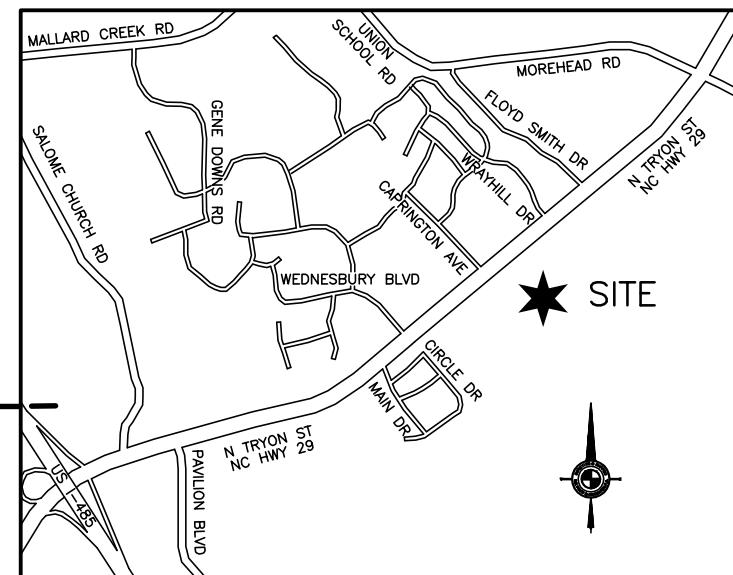 MALLARD CREEK RD
UNION
SCHOOL RD
MOREHEAD RD
FLOYD SMITH DR
N TRYON ST
NC HWY 29
GENE DOWNS RD
SALOME CHURCH RD
WRAYHILL DR
CAPRINGTON AVE
WEDNESBURY BLVD
SITE
CIRCLE DR
MAIN DR
N TRYON ST
NC HWY 29
PAVILION BLVD
US I-485